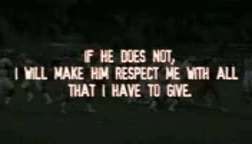 IF HE DOES NOT,
I WILL MAKE HIM RESPECT ME WITH ALL
THAT I HAVE TO GIVE.